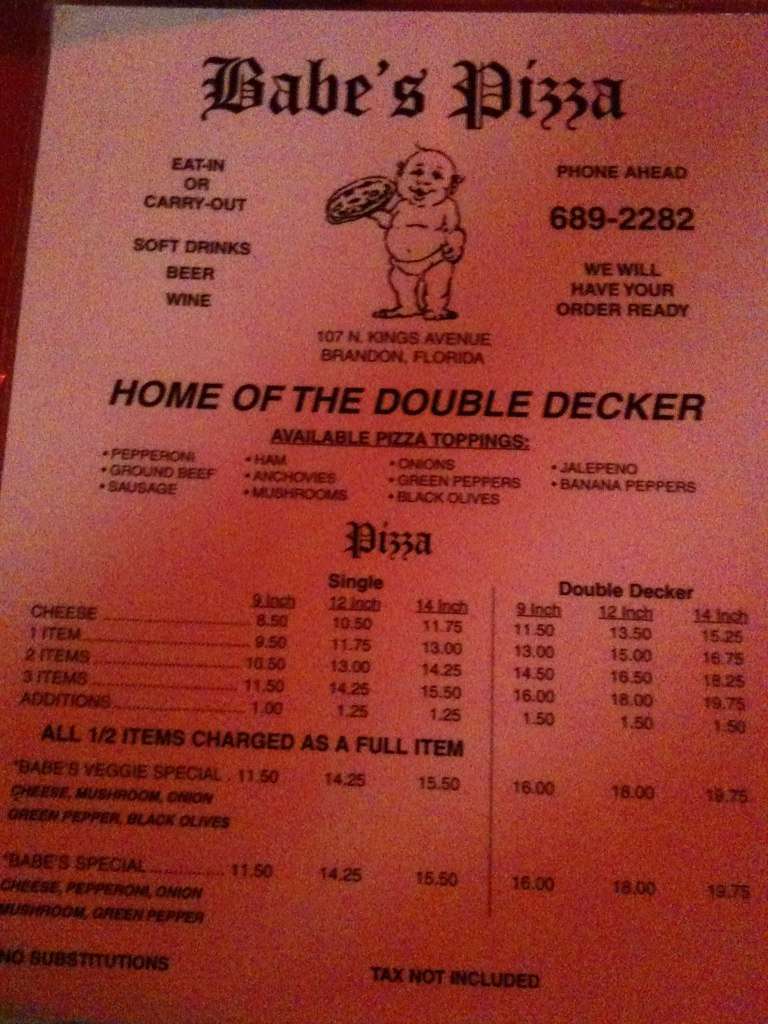 Babe's Pizza
EAT-IN
OR
CARRY-OUT
SOFT DRINKS
BEER
WINE
PHONE AHEAD
689-2282
WE WILL
HAVE YOUR
ORDER READY
107 N. KINGS AVENUE
BRANDON, FLORIDA
HOME OF THE DOUBLE DECKER
AVAILABLE PIZZA TOPPINGS:
• PEPPERONI • HAM • ONIONS • JALEPENO
• GROUND BEEF • ANCHOVIES • GREEN PEPPERS • BANANA PEPPERS
• SAUSAGE • MUSHROOMS • BLACK OLIVES
Pizza
Single Double Decker
9 Inch 12 Inch 14 Inch 9 Inch 12 Inch 14 Inch
CHEESE 8.50 10.50 11.75 11.50 13.50 15.25
1 ITEM 9.50 11.75 13.00 13.00 15.00 16.75
2 ITEMS 10.50 13.00 14.25 14.50 16.50 18.25
3 ITEMS 11.50 14.25 15.50 16.00 18.00 19.75
ADDITIONS 1.00 1.25 1.25 1.50 1.50 1.50
ALL 1/2 ITEMS CHARGED AS A FULL ITEM
*BABE'S VEGGIE SPECIAL . 11.50 14.25 15.50 16.00 18.00 19.75
CHEESE, MUSHROOM, ONION
GREEN PEPPER, BLACK OLIVES
*BABE'S SPECIAL 11.50 14.25 15.50 16.00 18.00 19.75
CHEESE, PEPPERONI, ONION
MUSHROOM, GREEN PEPPER
NO SUBSTITUTIONS
TAX NOT INCLUDED